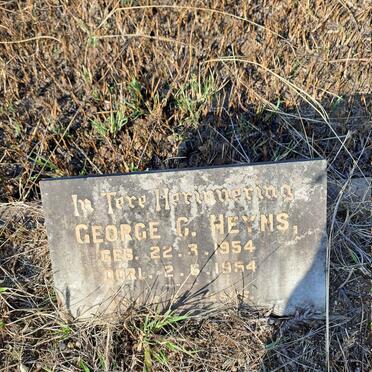 In Tere Herinnering
GEORGE C. HEYNS,
GEB. 22.3.1954
OORL. 2.6.1954